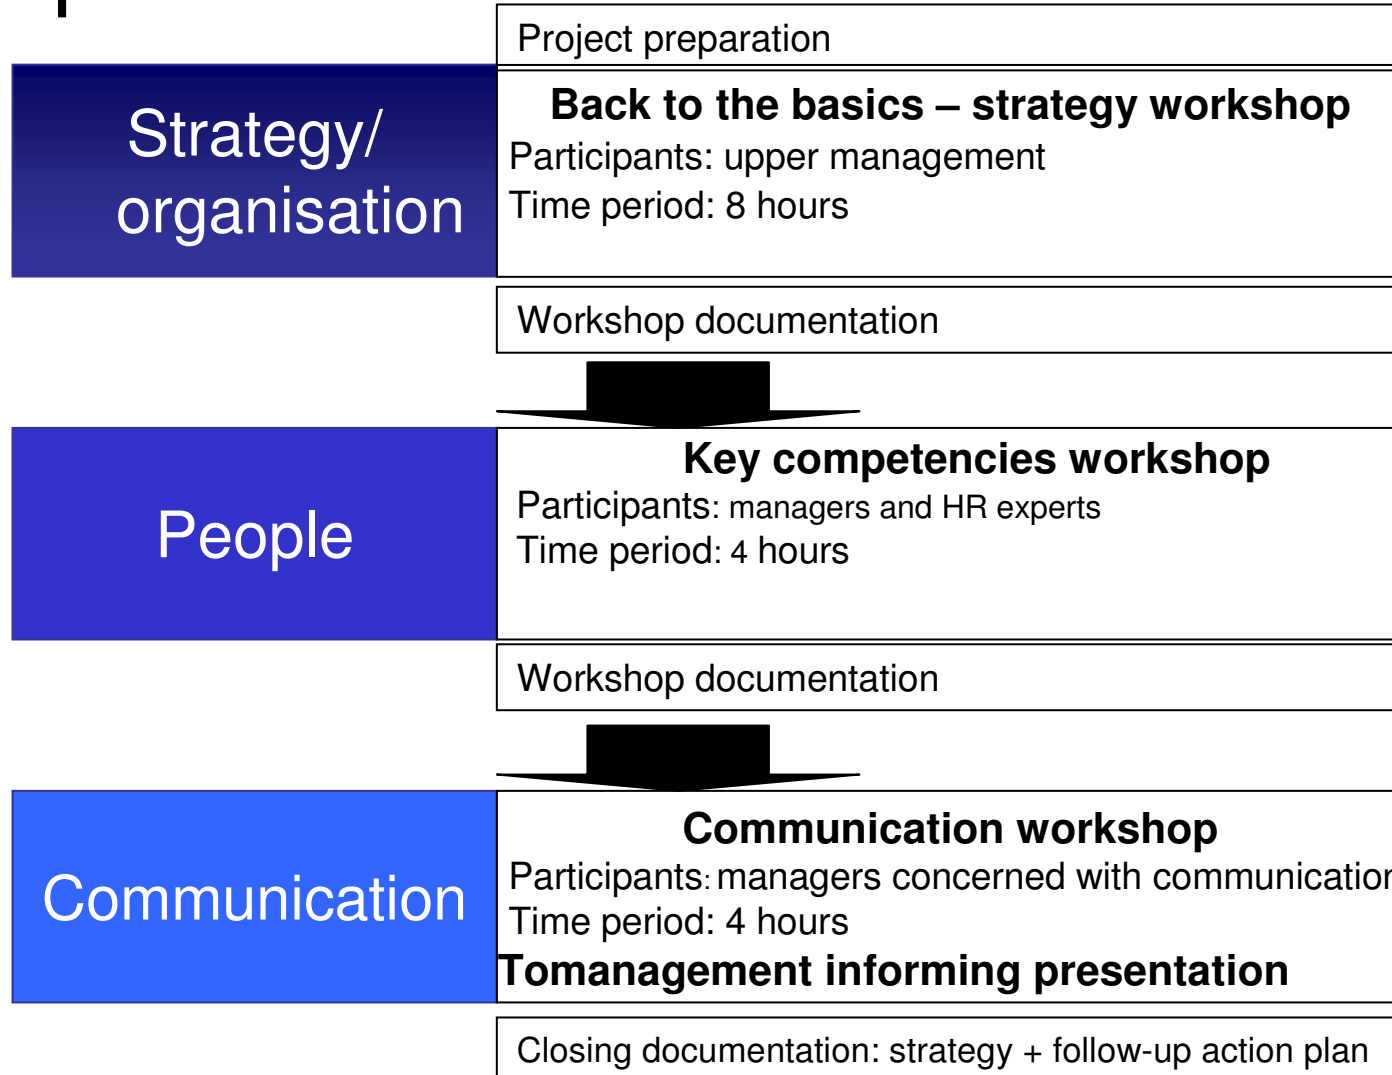 Project preparation
Strategy/
organisation
Back to the basics – strategy workshop
Participants: upper management
Time period: 8 hours
Workshop documentation
People
Key competencies workshop
Participants: managers and HR experts
Time period: 4 hours
Workshop documentation
Communication
Communication workshop
Participants: managers concerned with communication
Time period: 4 hours
Tomanagement informing presentation
Closing documentation: strategy + follow-up action plan